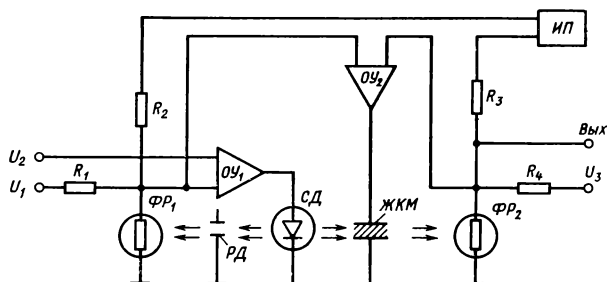 ИП
ОУ₂
R₂
R₃
Вых
U₂
ОУ₁
U₁
R₁
R₄
U₃
ФР₁
СД
ЖКМ
ФР₂
РД